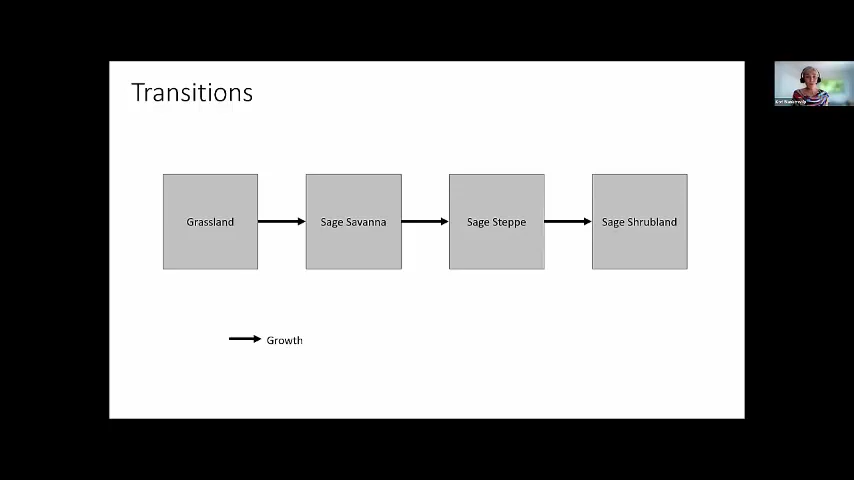 Transitions
Grassland
Sage Savanna
Sage Steppe
Sage Shrubland
Growth